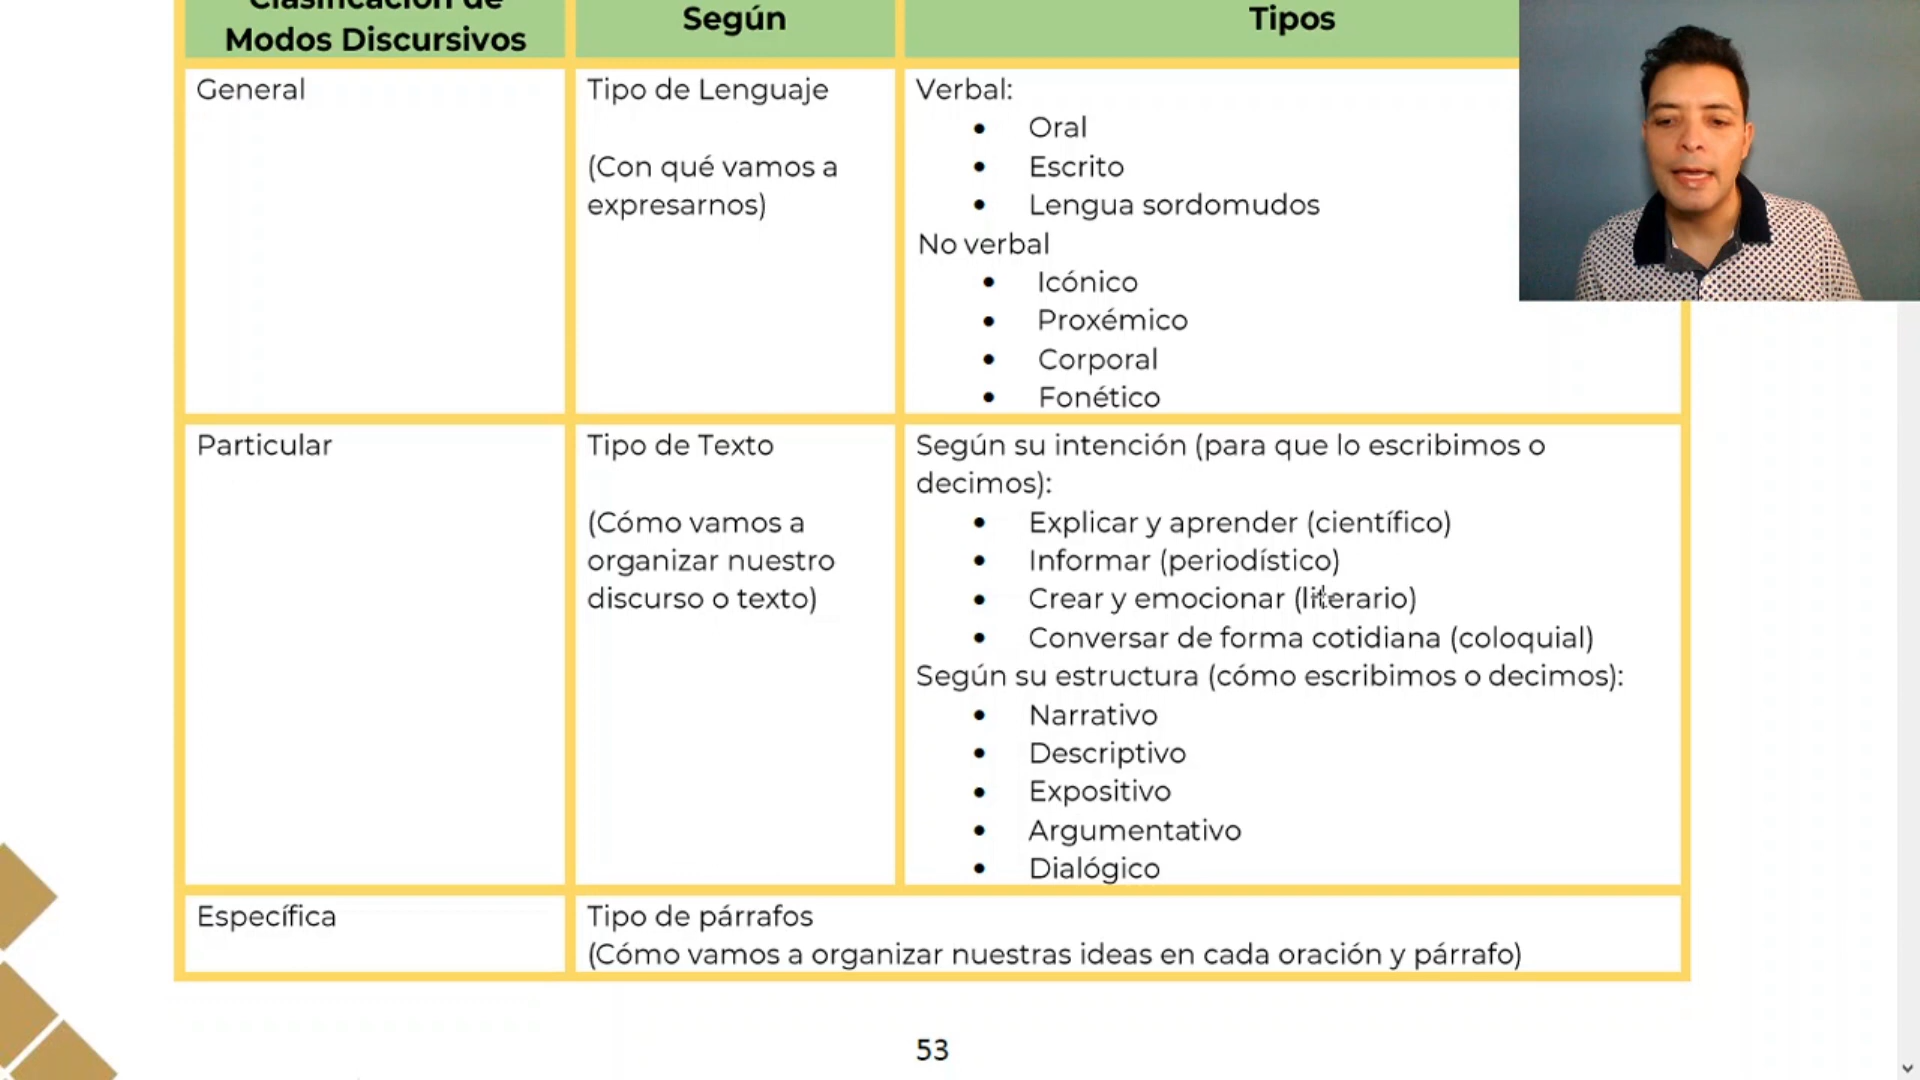 Clasificación de
Modos Discursivos
Según
Tipos
General
Tipo de Lenguaje
(Con qué vamos a
expresarnos)
Verbal:
• Oral
• Escrito
• Lengua sordomudos
No verbal
• Icónico
• Proxémico
• Corporal
• Fonético
Particular
Tipo de Texto
(Cómo vamos a
organizar nuestro
discurso o texto)
Según su intención (para que lo escribimos o
decimos):
• Explicar y aprender (científico)
• Informar (periodístico)
• Crear y emocionar (literario)
• Conversar de forma cotidiana (coloquial)
Según su estructura (cómo escribimos o decimos):
• Narrativo
• Descriptivo
• Expositivo
• Argumentativo
• Dialógico
Específica
Tipo de párrafos
(Cómo vamos a organizar nuestras ideas en cada oración y párrafo)
53